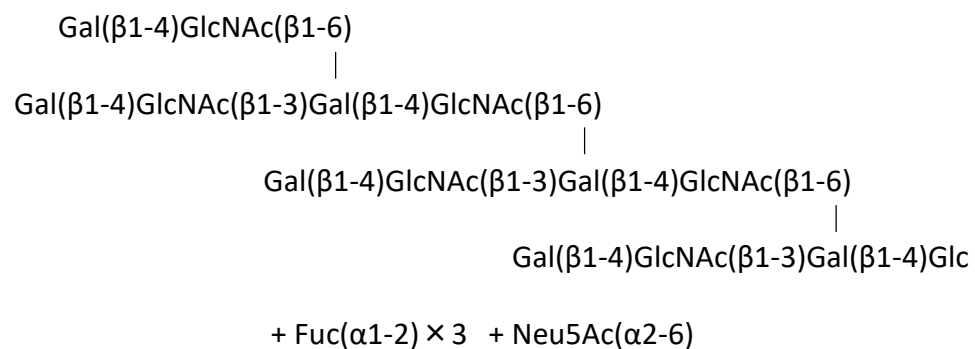 Gal(β1-4)GlcNAc(β1-6)
|
Gal(β1-4)GlcNAc(β1-3)Gal(β1-4)GlcNAc(β1-6)
|
Gal(β1-4)GlcNAc(β1-3)Gal(β1-4)GlcNAc(β1-6)
|
Gal(β1-4)GlcNAc(β1-3)Gal(β1-4)Glc
+ Fuc(α1-2) × 3 + Neu5Ac(α2-6)